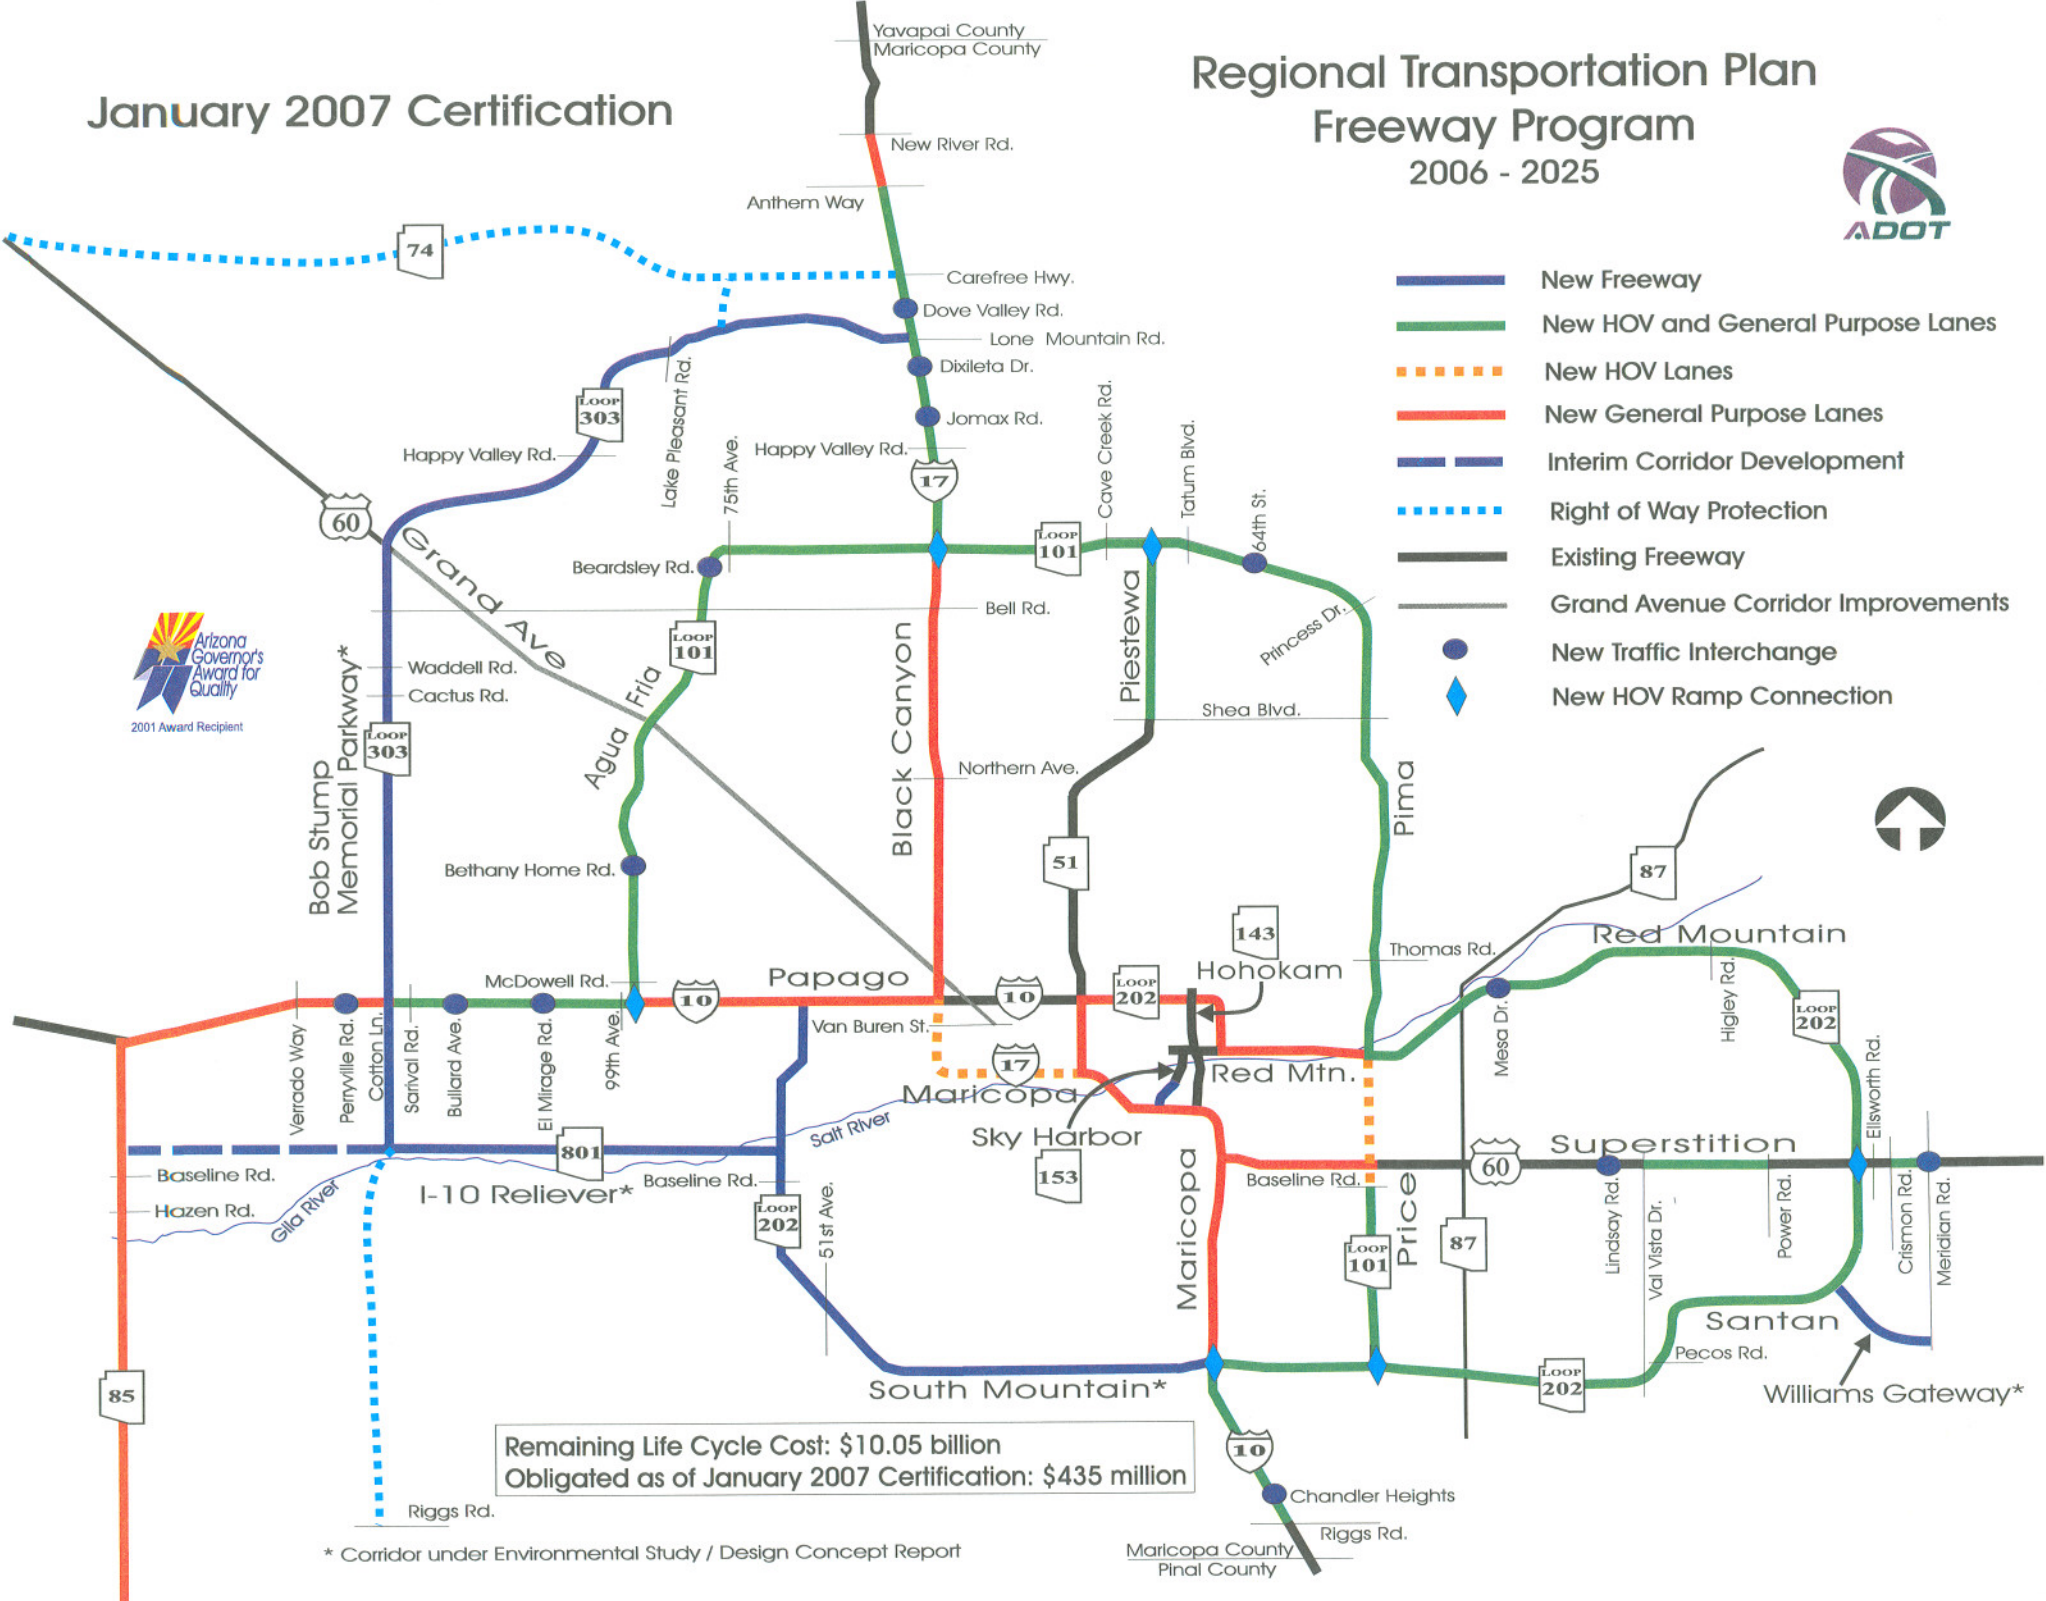 January 2007 Certification
Regional Transportation Plan
Freeway Program
2006 - 2025
ADOT
Yavapai County
Maricopa County
New River Rd.
Anthem Way
74
Carefree Hwy.
Dove Valley Rd.
Lone Mountain Rd.
Dixileta Dr.
Jomax Rd.
Happy Valley Rd.
17
New Freeway
New HOV and General Purpose Lanes
New HOV Lanes
New General Purpose Lanes
Interim Corridor Development
Right of Way Protection
Existing Freeway
Grand Avenue Corridor Improvements
New Traffic Interchange
New HOV Ramp Connection
LOOP
303
Lake Pleasant Rd.
Happy Valley Rd.
75th Ave.
Cave Creek Rd.
Tatum Blvd.
64th St.
60
Grand Ave
Beardsley Rd.
LOOP
101
Bell Rd.
Princess Dr.
Piestewa
LOOP
101
Arizona
Governor's
Award for
Quality
2001 Award Recipient
Waddell Rd.
Cactus Rd.
LOOP
303
Bob Stump
Memorial Parkway*
Agua Fria
Black Canyon
Shea Blvd.
Northern Ave.
Pima
51
87
Bethany Home Rd.
143
Hohokam
Thomas Rd.
Red Mountain
Higley Rd.
McDowell Rd.
Papago
10
10
LOOP
202
Van Buren St.
Mesa Dr.
LOOP
202
Verrado Way
Perryville Rd.
Cotton Ln.
Sarival Rd.
Bullard Ave.
El Mirage Rd.
99th Ave.
17
Maricopa
Red Mtn.
Ellsworth Rd.
Salt River
Sky Harbor
153
Superstition
60
801
Baseline Rd.
Hazen Rd.
Gila River
I-10 Reliever*
Baseline Rd.
Baseline Rd.
LOOP
202
51st Ave.
Maricopa
Price
LOOP
101
87
Lindsay Rd.
Val Vista Dr.
Power Rd.
Crismon Rd.
Meridian Rd.
Santan
Pecos Rd.
Williams Gateway*
LOOP
202
85
South Mountain*
10
Remaining Life Cycle Cost: $10.05 billion
Obligated as of January 2007 Certification: $435 million
Chandler Heights
Riggs Rd.
Riggs Rd.
Maricopa County
Pinal County
* Corridor under Environmental Study / Design Concept Report